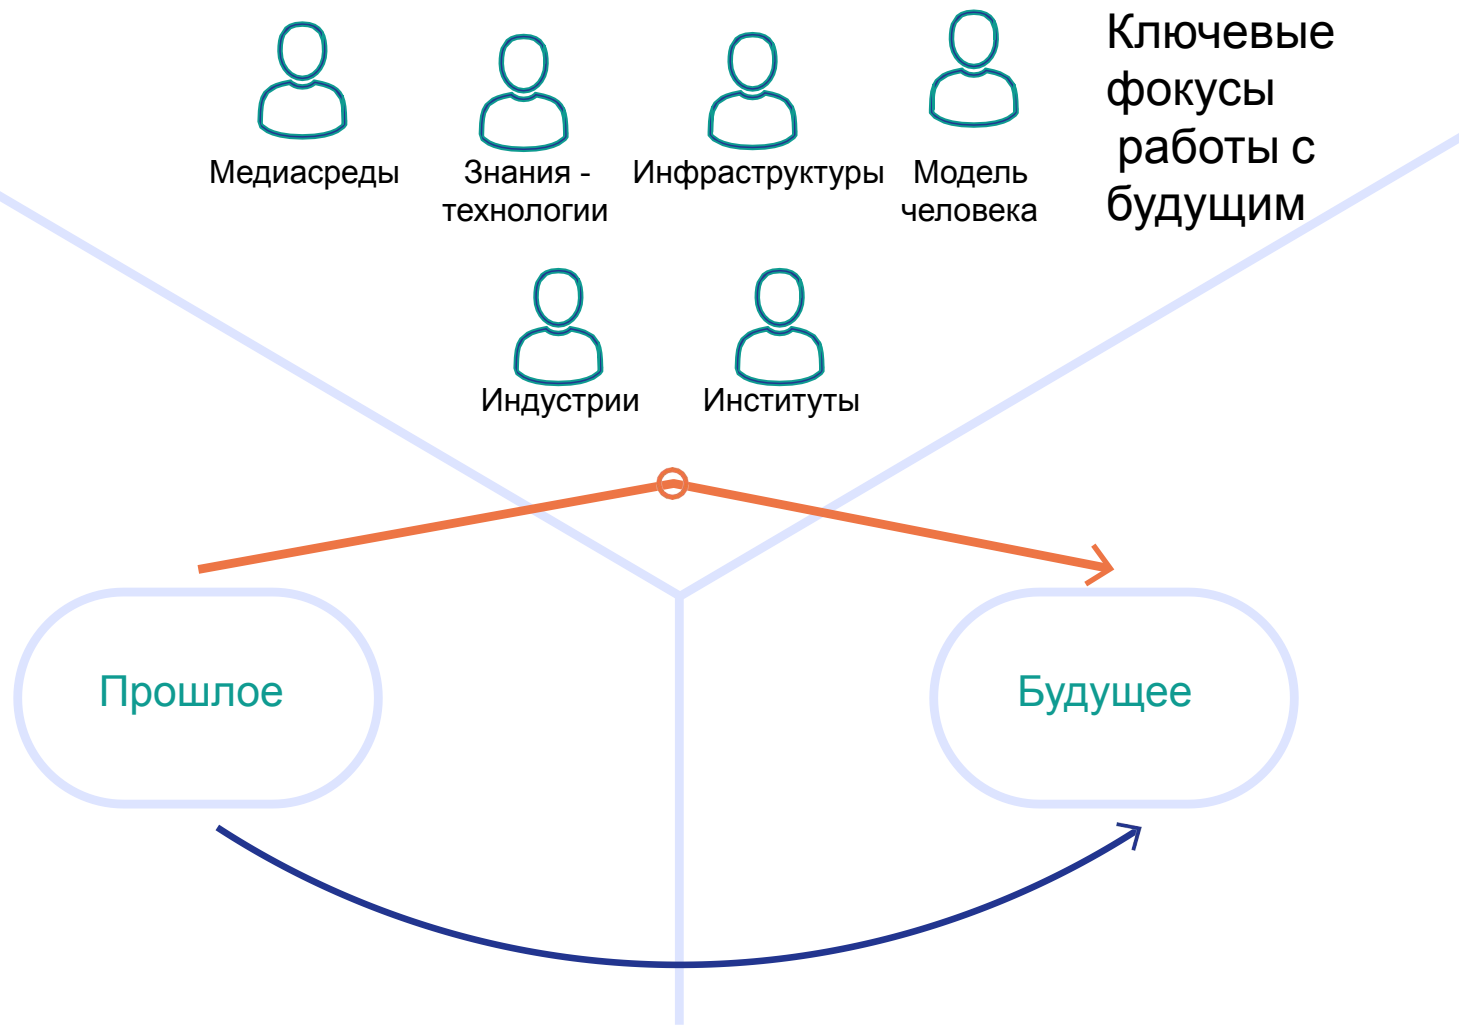 Ключевые
фокусы
работы с
будущим
Медиасреды
Знания -
технологии
Инфраструктуры
Модель
человека
Индустрии
Институты
Прошлое
Будущее